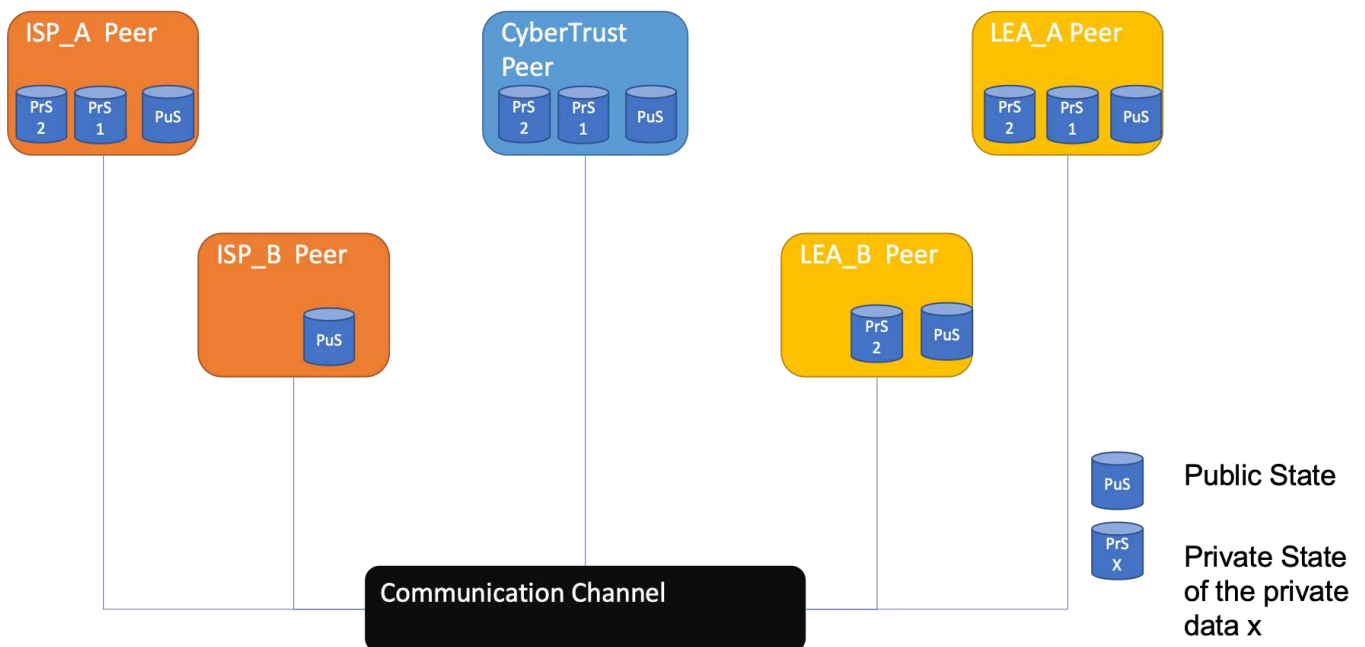 ISP_A Peer
PrS
2
PrS
1
PuS
CyberTrust
Peer
PrS
2
PrS
1
PuS
LEA_A Peer
PrS
2
PrS
1
PuS
ISP_B Peer
PuS
LEA_B Peer
PrS
2
PuS
Communication Channel
PuS
Public State
PrS
X
Private State
of the private
data x